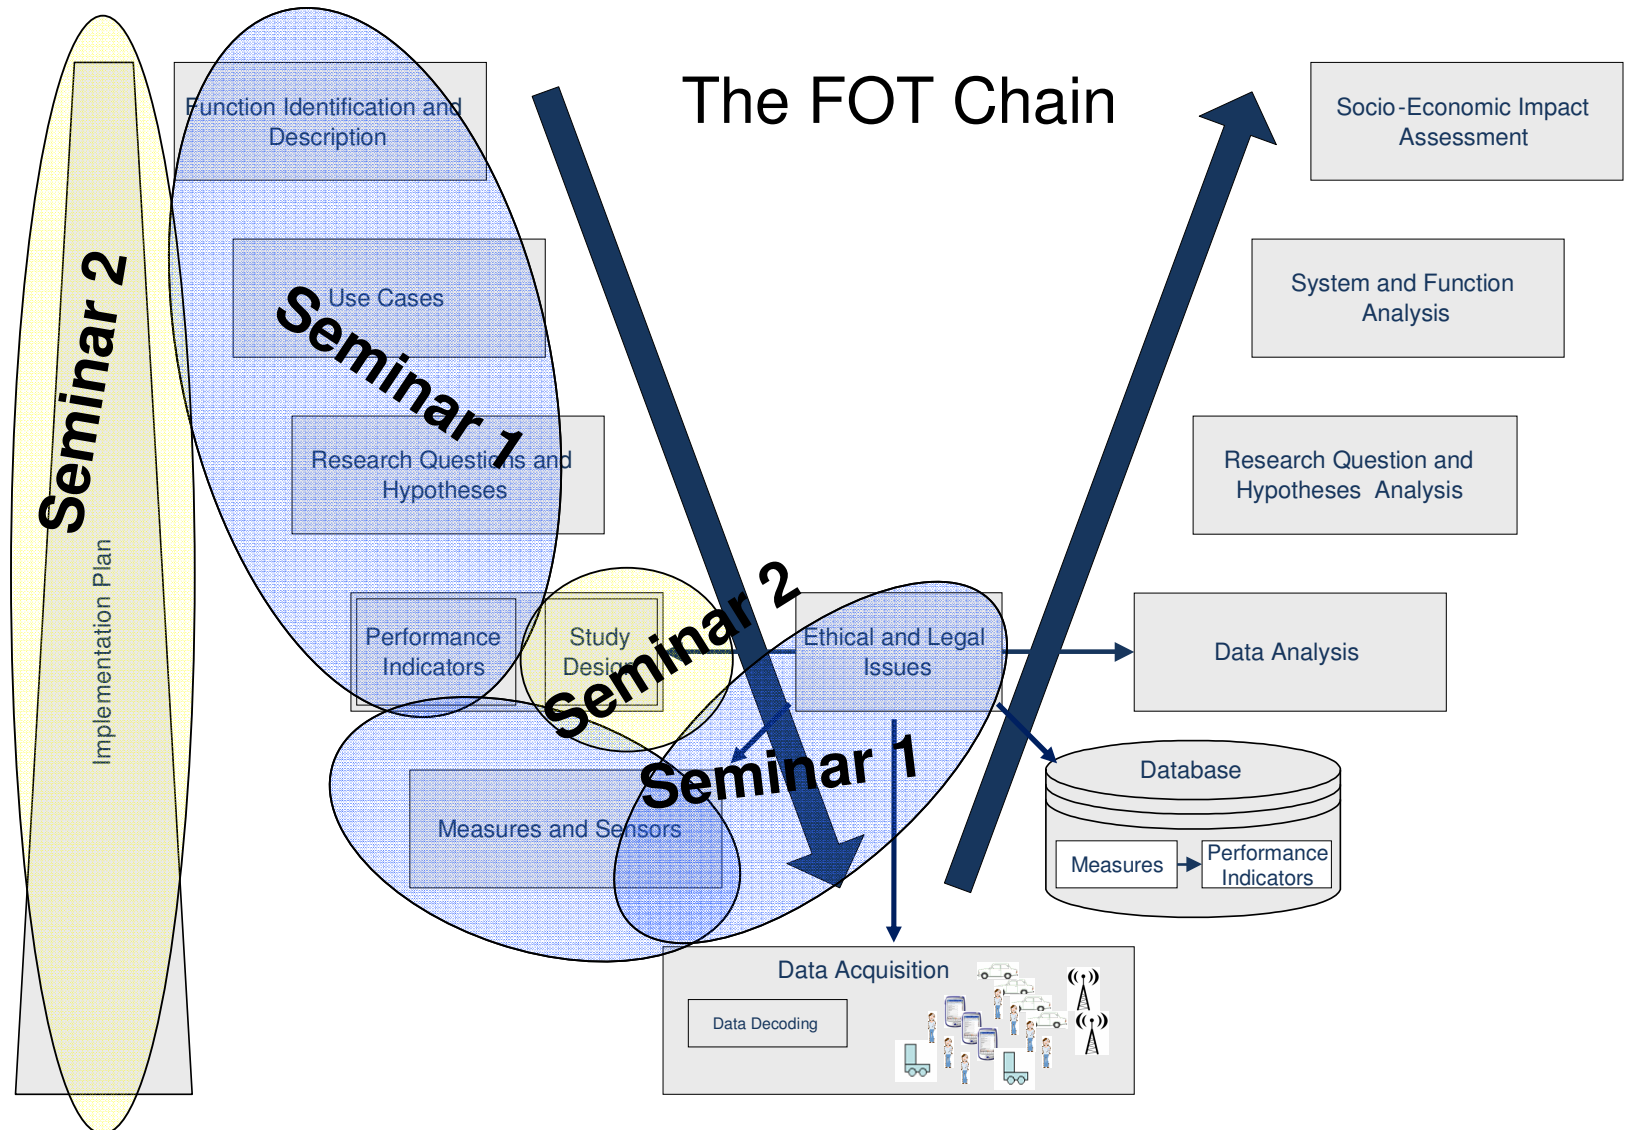 The FOT Chain
Function Identification and
Description
Socio-Economic Impact
Assessment
Seminar 2
Implementation Plan
Use Cases
Seminar 1
System and Function
Analysis
Research Questions and
Hypotheses
Research Question and
Hypotheses Analysis
Performance
Indicators
Study
Design
Seminar 2
Ethical and Legal
Issues
Data Analysis
Seminar 1
Measures and Sensors
Database
Measures
Performance
Indicators
Data Acquisition
Data Decoding